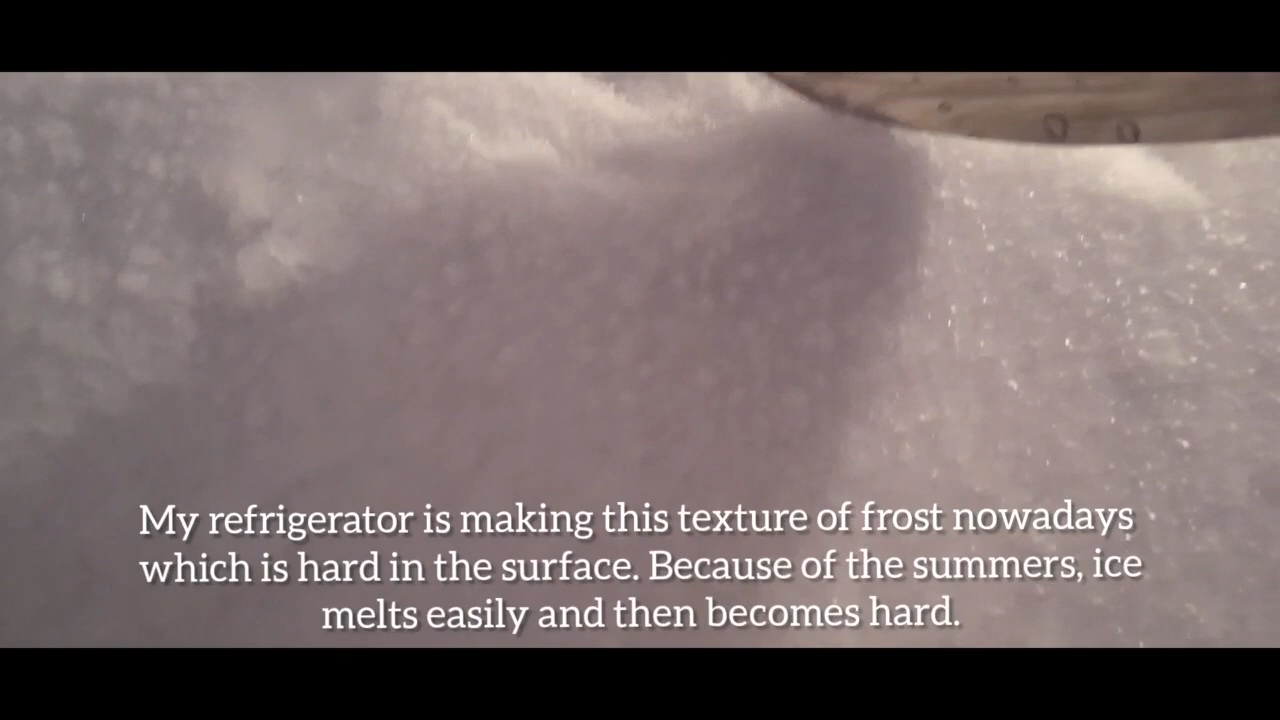 My refrigerator is making this texture of frost nowadays
which is hard in the surface. Because of the summers, ice
melts easily and then becomes hard.